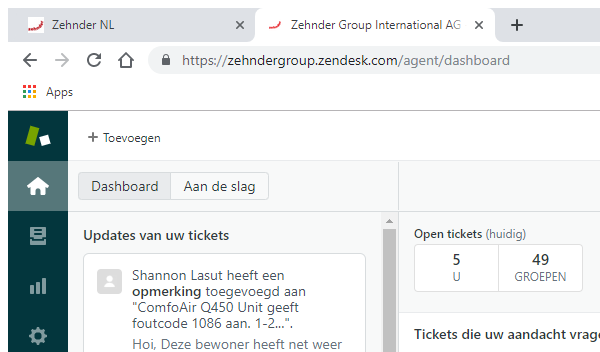 Zehnder NL
Zehnder Group International AG
https://zehndergroup.zendesk.com/agent/dashboard
Apps
Toevoegen
Dashboard
Aan de slag
Updates van uw tickets
Shannon Lasut heeft een
opmerking toegevoegd aan
"ComfoAir Q450 Unit geeft
foutcode 1086 aan. 1-2...".
Hoi, Deze bewoner heeft net weer
Open tickets (huidig)
5
U
49
GROEPEN
Tickets die uw aandacht vrage